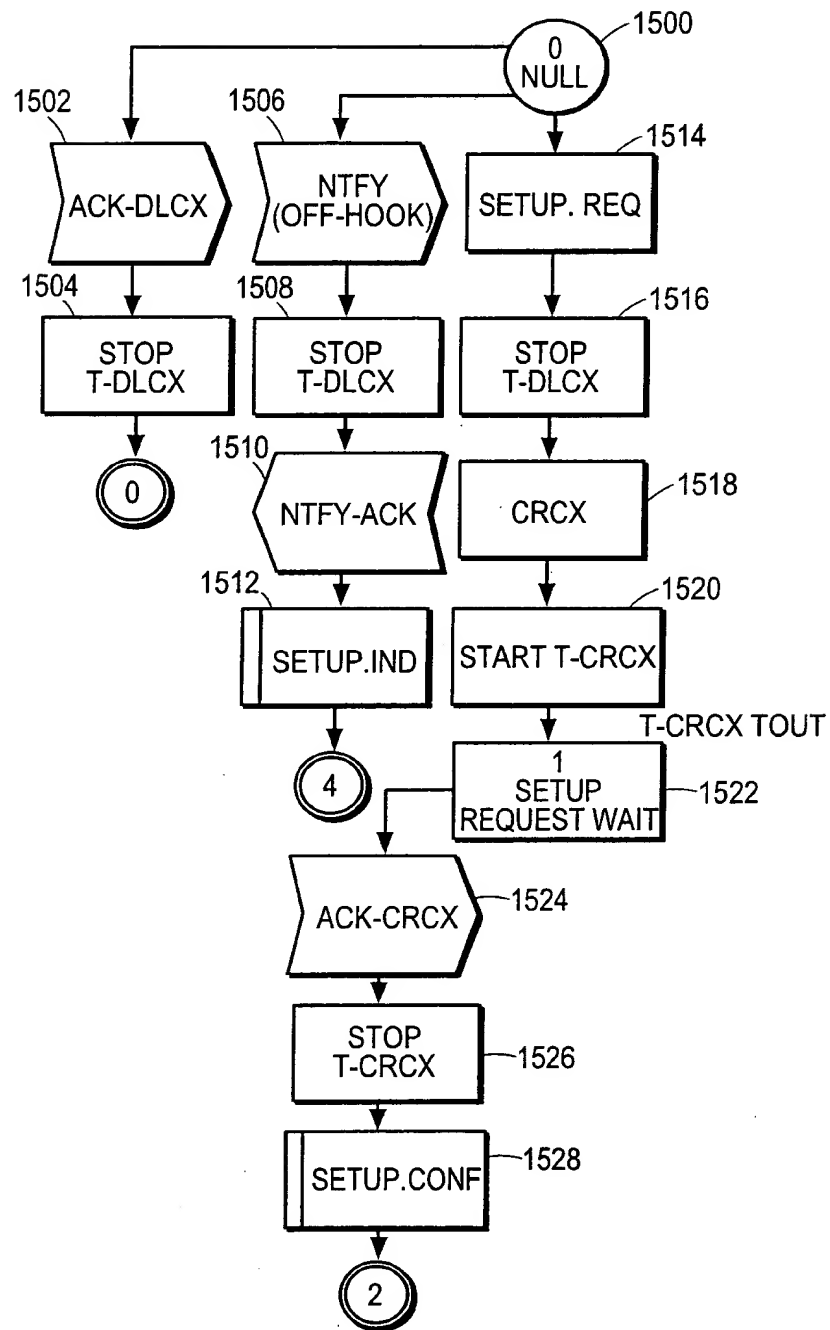 0
NULL
1500
1502
1506
1514
ACK-DLCX
NTFY
(OFF-HOOK)
SETUP. REQ
1504
1508
1516
STOP
T-DLCX
STOP
T-DLCX
STOP
T-DLCX
0
1510
NTFY-ACK
CRCX
1518
1512
1520
SETUP.IND
START T-CRCX
T-CRCX TOUT
4
1
SETUP
REQUEST WAIT
1522
ACK-CRCX
1524
STOP
T-CRCX
1526
SETUP.CONF
1528
2